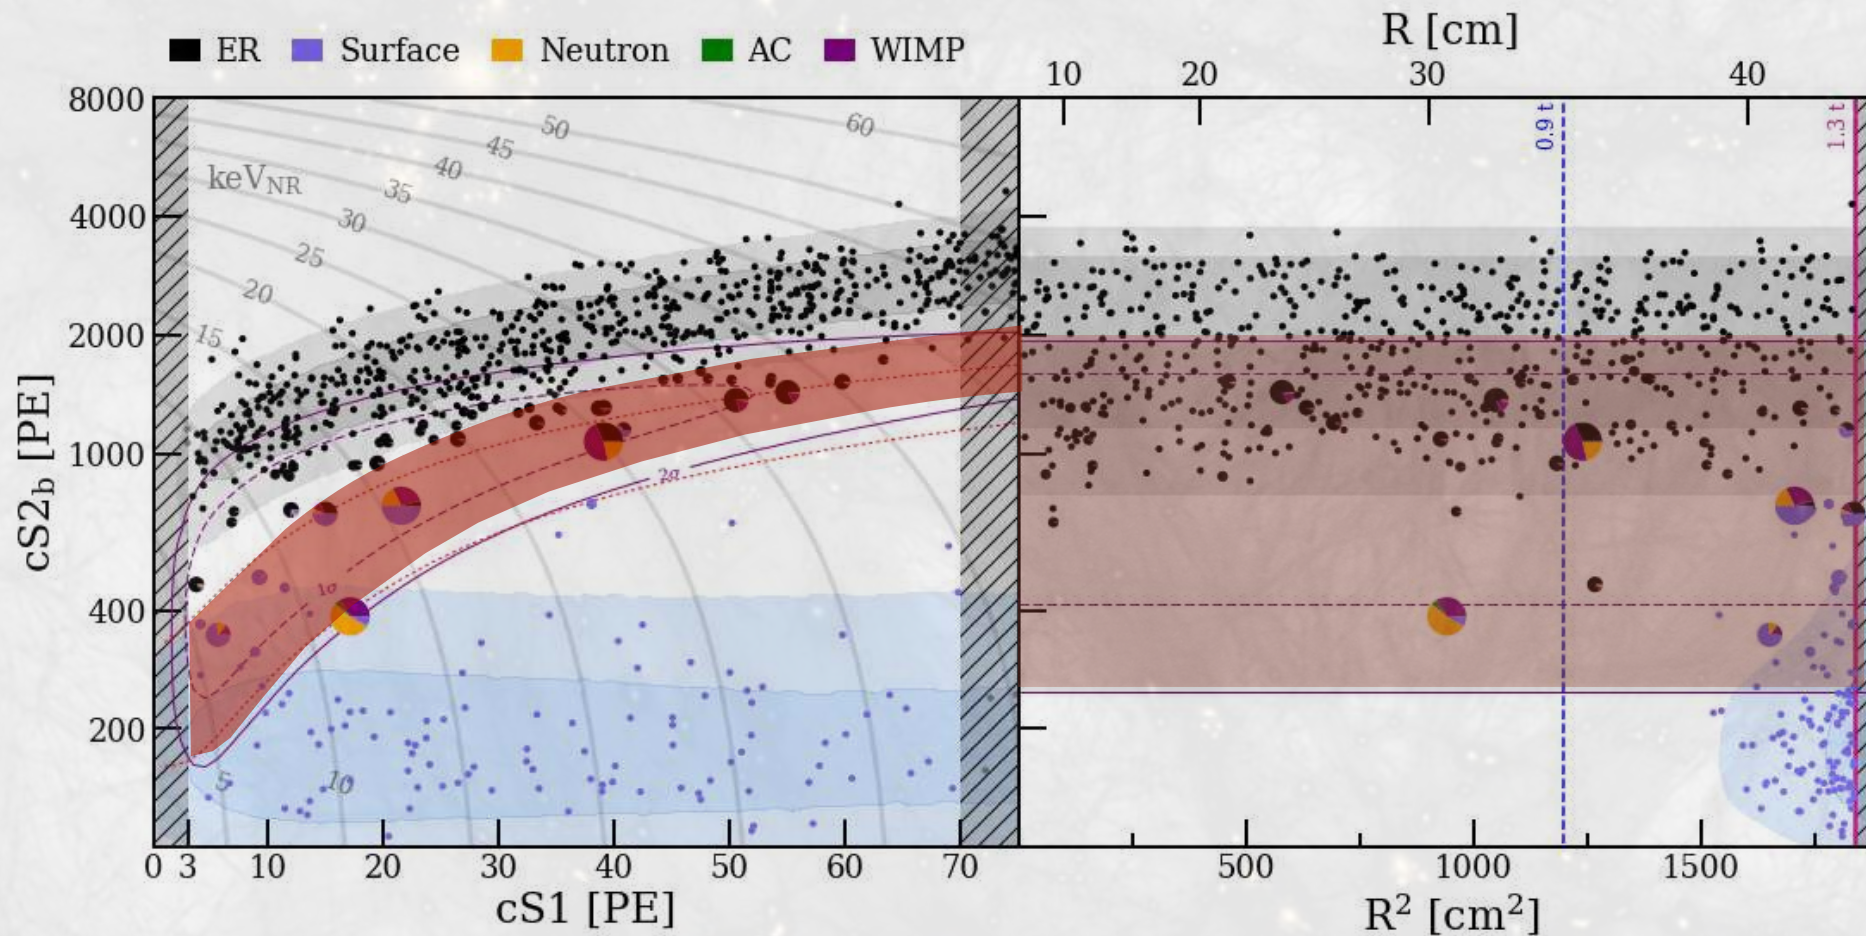 ER Surface Neutron AC WIMP
R [cm]
10 20 30 40
8000
4000
2000
1000
400
200
cS2b [PE]
keVNR
50
60
45
40
35
30
25
20
15
5
10
1σ
2σ
0.9 t
1.3 t
0 3 10 20 30 40 50 60 70
cS1 [PE]
500 1000 1500
R² [cm²]